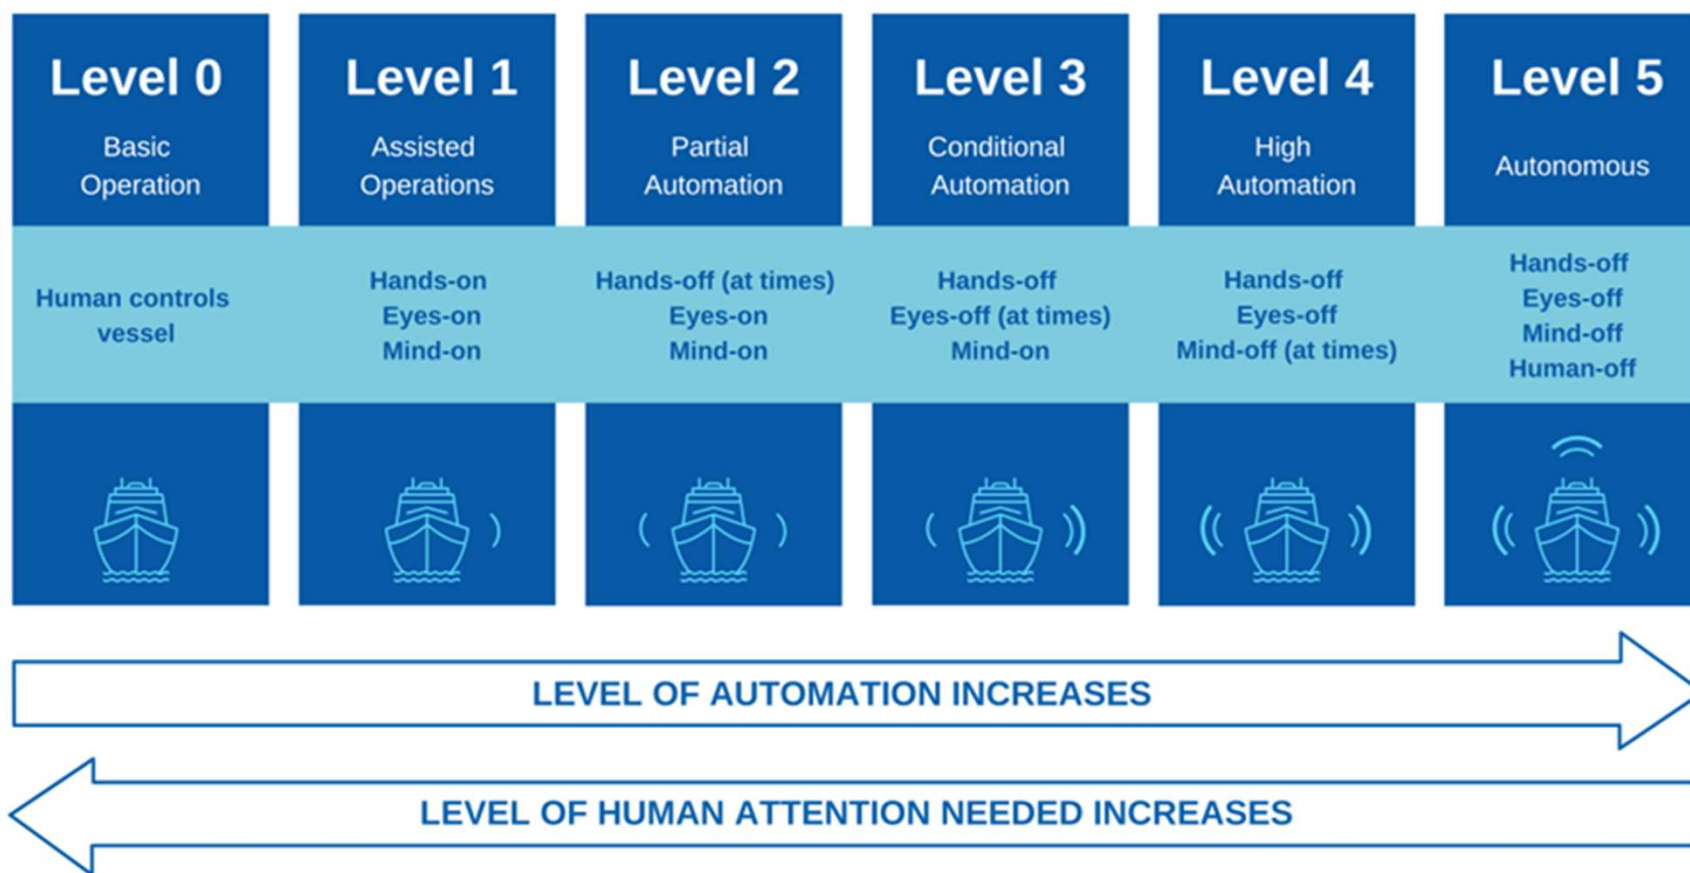 Level 0
Basic
Operation
Human controls
vessel
Level 1
Assisted
Operations
Hands-on
Eyes-on
Mind-on
Level 2
Partial
Automation
Hands-off (at times)
Eyes-on
Mind-on
Level 3
Conditional
Automation
Hands-off
Eyes-off (at times)
Mind-on
Level 4
High
Automation
Hands-off
Eyes-off
Mind-off (at times)
Level 5
Autonomous
Hands-off
Eyes-off
Mind-off
Human-off
LEVEL OF AUTOMATION INCREASES
LEVEL OF HUMAN ATTENTION NEEDED INCREASES